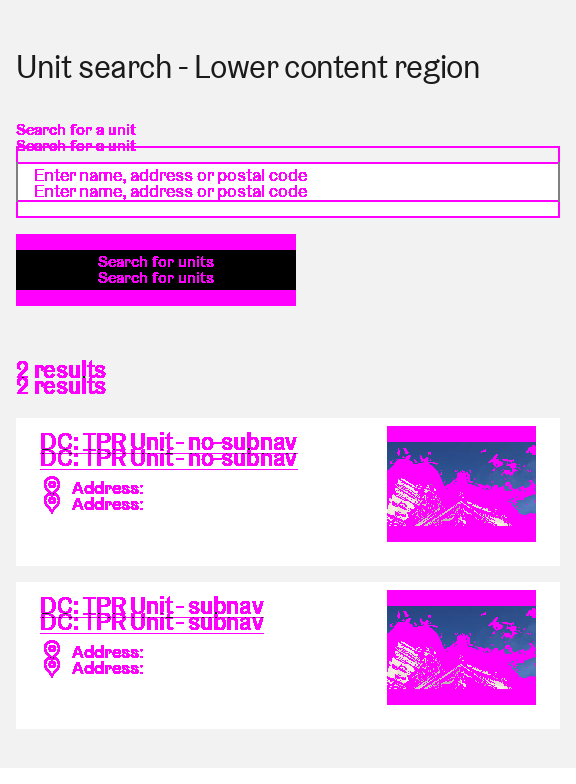 Unit search - Lower content region
Search for a unit
Search for a unit
Enter name, address or postal code
Enter name, address or postal code
Search for units
Search for units
2 results
2 results
DC: TPR Unit - no-subnav
DC: TPR Unit - no-subnav
Address:
Address:
DC: TPR Unit - subnav
DC: TPR Unit - subnav
Address:
Address: